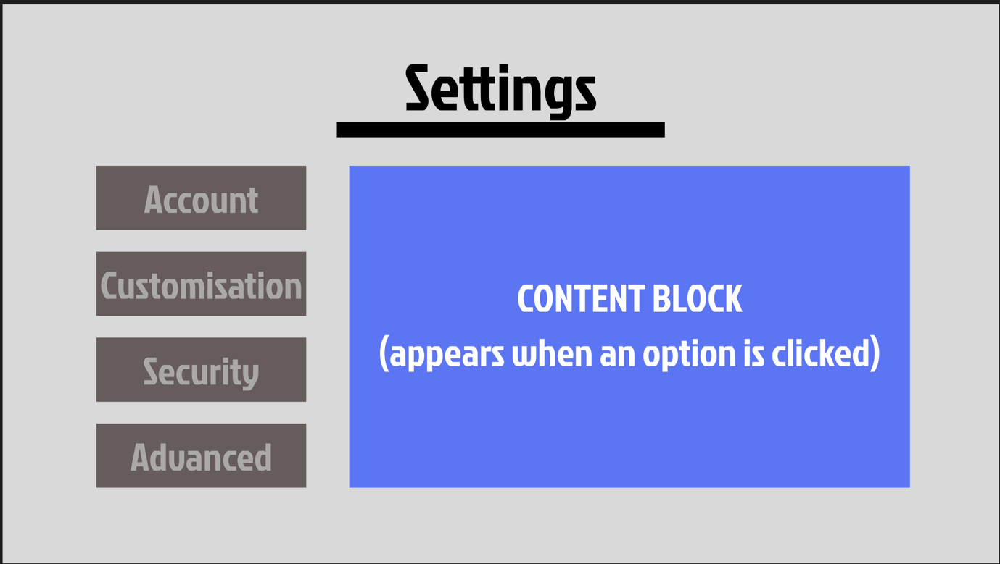 Settings
Account
Customisation
Security
Advanced
CONTENT BLOCK
(appears when an option is clicked)